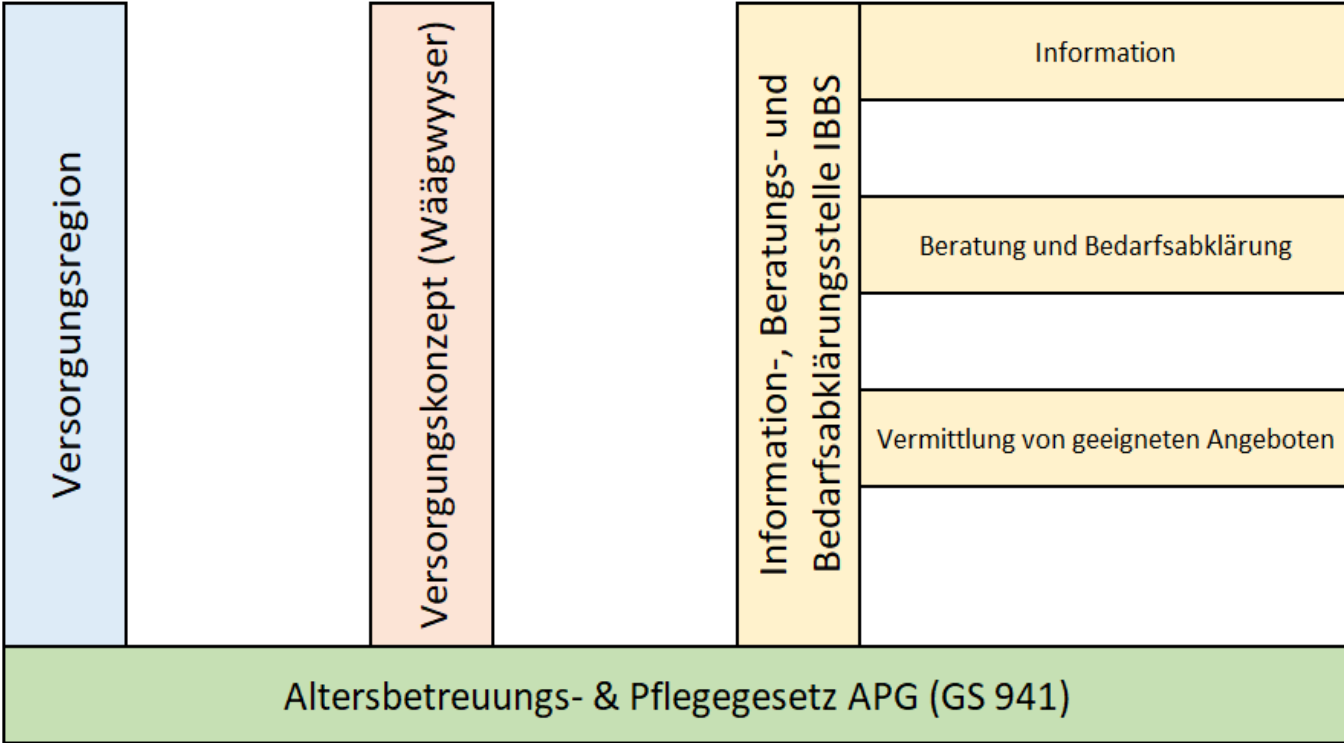 Versorgungsregion
Versorgungskonzept (Wäägwyyser)
Information-, Beratungs- und
Bedarfsabklärungsstelle IBBS
Information
Beratung und Bedarfsabklärung
Vermittlung von geeigneten Angeboten
Altersbetreuungs- & Pflegegesetz APG (GS 941)